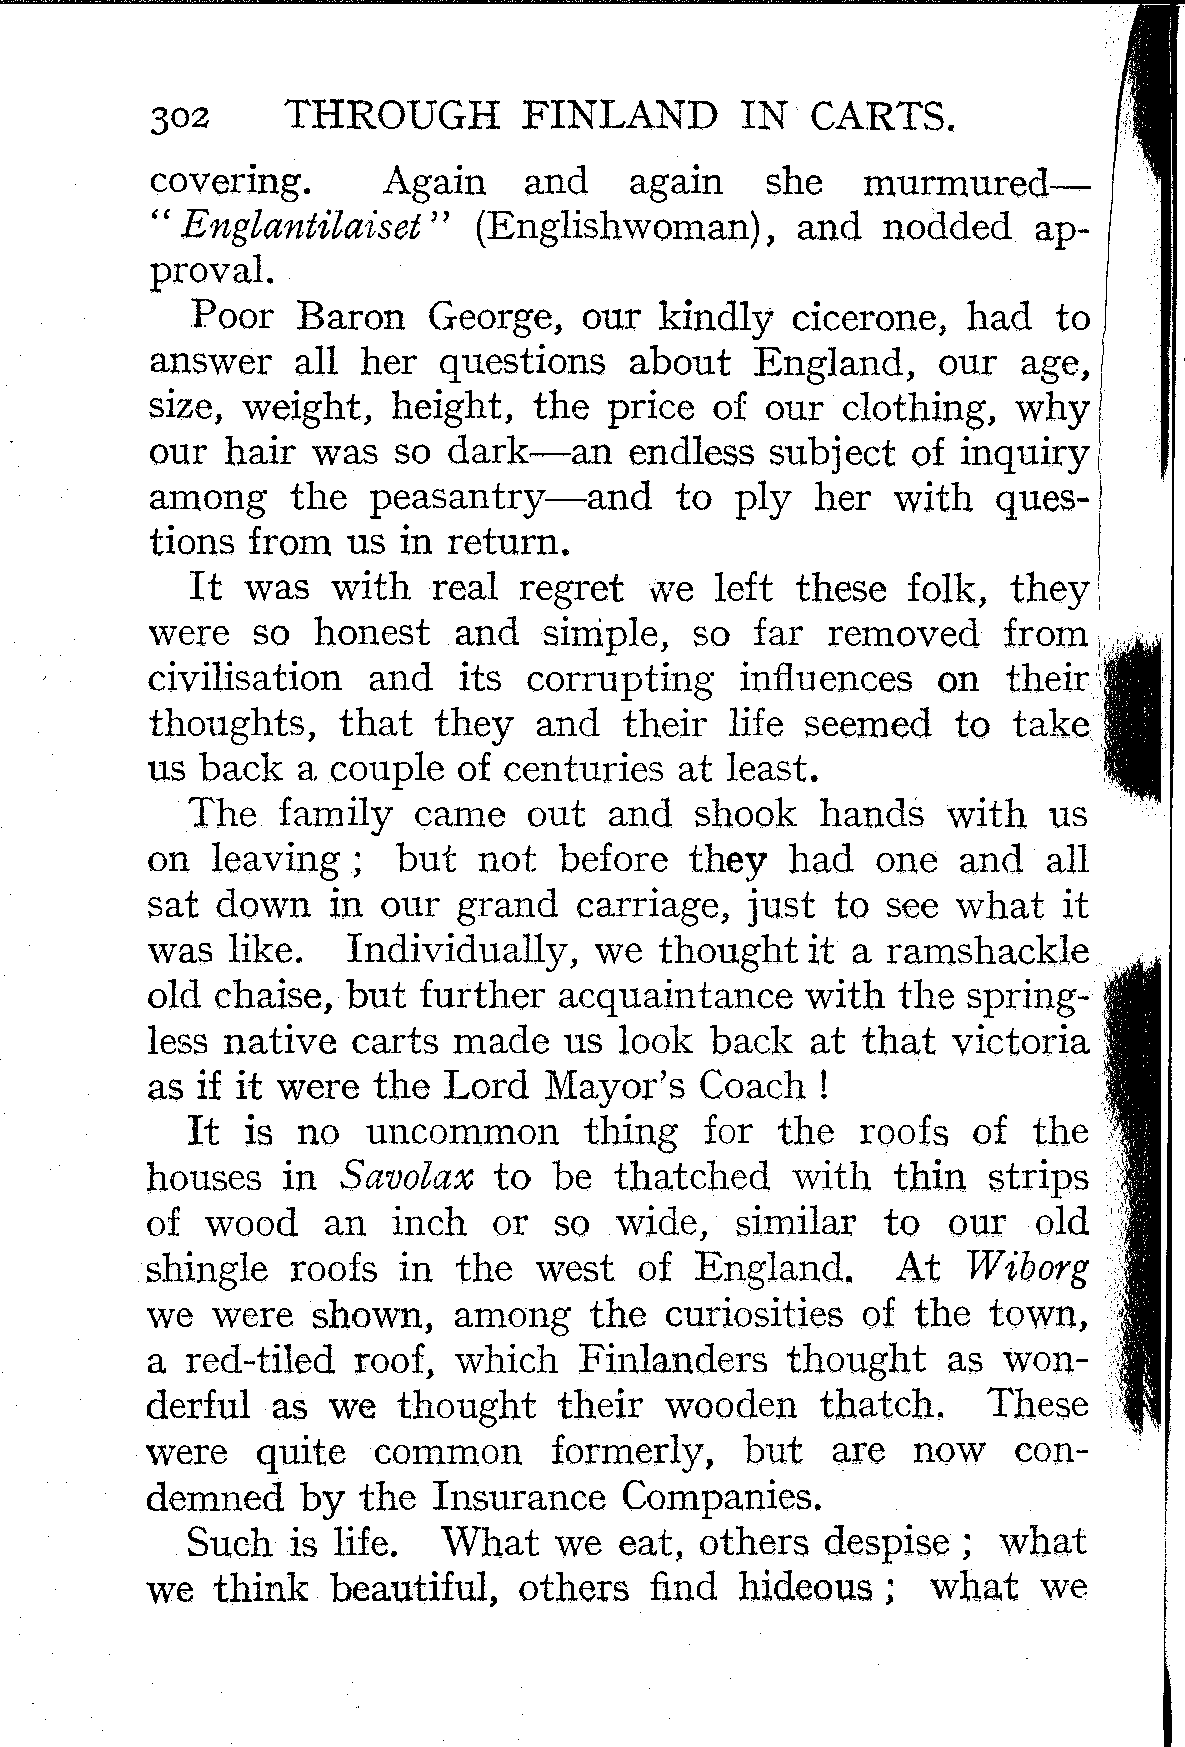 302 THROUGH FINLAND IN CARTS.
covering. Again and again she murmured—
“Englantilaiset” (Englishwoman), and nodded ap-
proval.
Poor Baron George, our kindly cicerone, had to
answer all her questions about England, our age,
size, weight, height, the price of our clothing, why
our hair was so dark—an endless subject of inquiry
among the peasantry—and to ply her with ques-
tions from us in return.
It was with real regret we left these folk, they
were so honest and simple, so far removed from
civilisation and its corrupting influences on their
thoughts, that they and their life seemed to take
us back a couple of centuries at least.
The family came out and shook hands with us
on leaving ; but not before they had one and all
sat down in our grand carriage, just to see what it
was like. Individually, we thought it a ramshackle
old chaise, but further acquaintance with the spring-
less native carts made us look back at that victoria
as if it were the Lord Mayor’s Coach !
It is no uncommon thing for the roofs of the
houses in Savolax to be thatched with thin strips
of wood an inch or so wide, similar to our old
shingle roofs in the west of England. At Wiborg
we were shown, among the curiosities of the town,
a red-tiled roof, which Finlanders thought as won-
derful as we thought their wooden thatch. These
were quite common formerly, but are now con-
demned by the Insurance Companies.
Such is life. What we eat, others despise ; what
we think beautiful, others find hideous ; what we